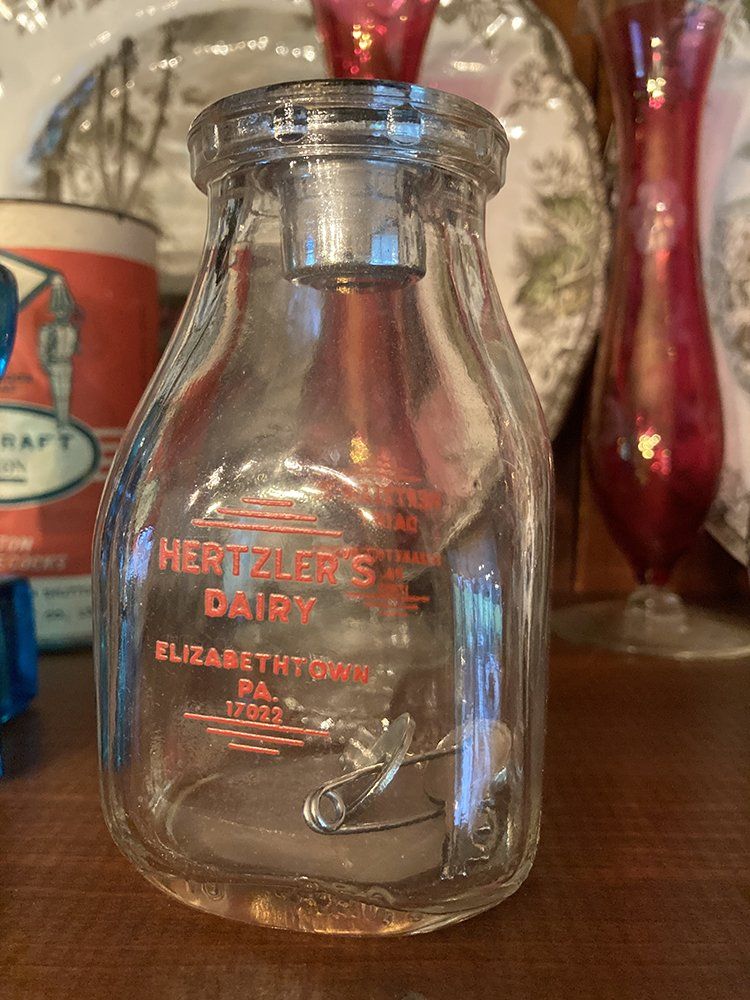 HERTZLER'S
DAIRY
ELIZABETHTOWN
PA.
17022